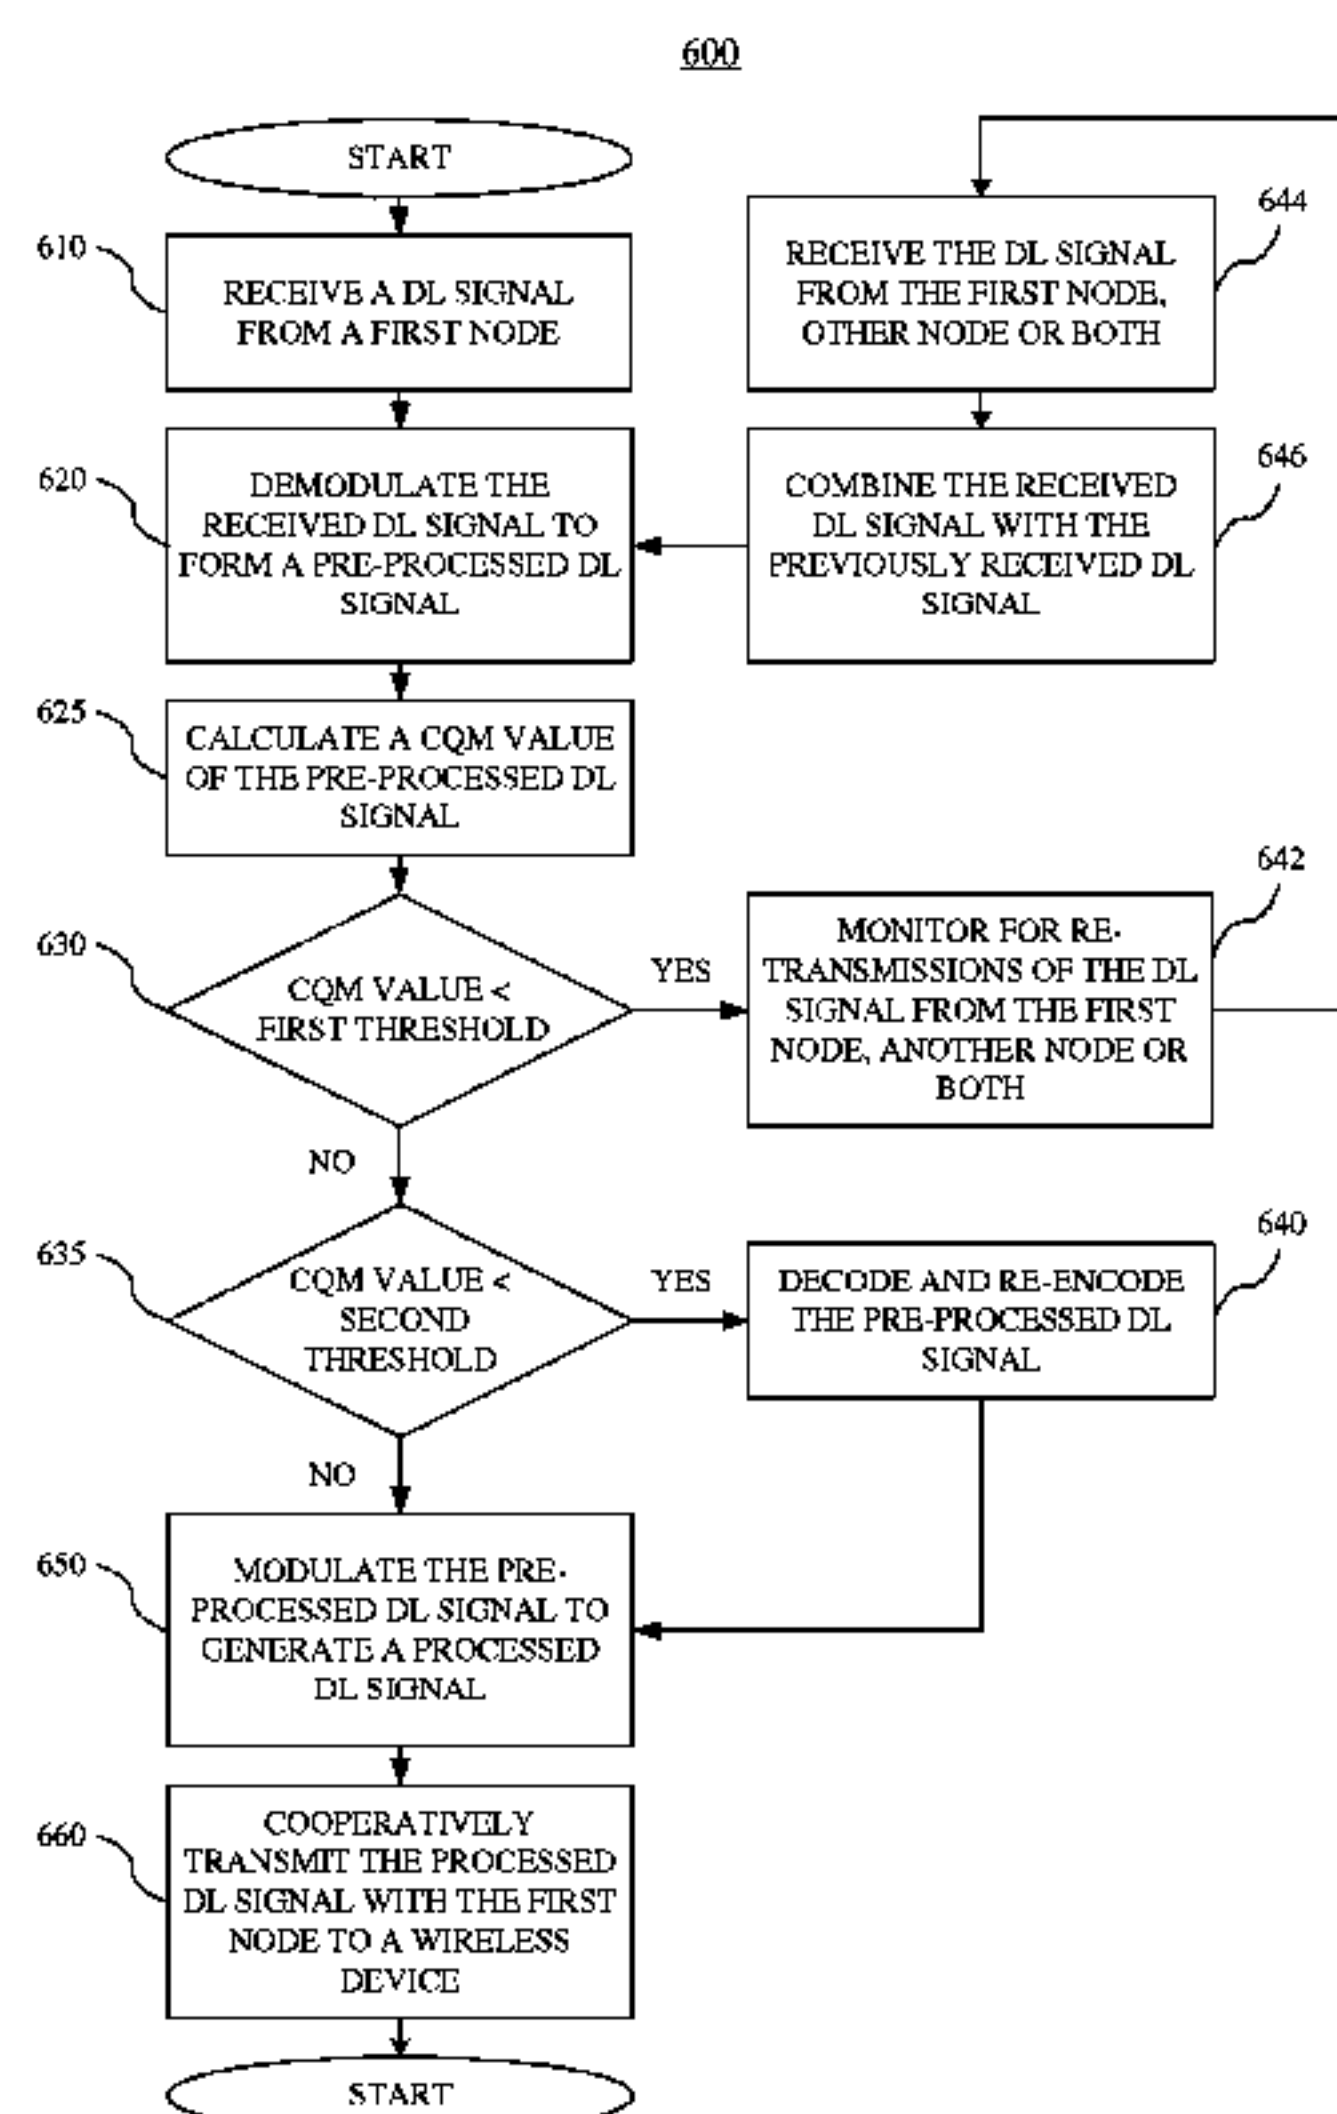 600
START
610
RECEIVE A DL SIGNAL
FROM A FIRST NODE
644
RECEIVE THE DL SIGNAL
FROM THE FIRST NODE,
OTHER NODE OR BOTH
620
DEMODULATE THE
RECEIVED DL SIGNAL TO
FORM A PRE-PROCESSED DL
SIGNAL
646
COMBINE THE RECEIVED
DL SIGNAL WITH THE
PREVIOUSLY RECEIVED DL
SIGNAL
625
CALCULATE A CQM VALUE
OF THE PRE-PROCESSED DL
SIGNAL
630
CQM VALUE <
FIRST THRESHOLD
YES
642
MONITOR FOR RE-
TRANSMISSIONS OF THE DL
SIGNAL FROM THE FIRST
NODE, ANOTHER NODE OR
BOTH
NO
635
CQM VALUE <
SECOND
THRESHOLD
YES
640
DECODE AND RE-ENCODE
THE PRE-PROCESSED DL
SIGNAL
NO
650
MODULATE THE PRE-
PROCESSED DL SIGNAL TO
GENERATE A PROCESSED
DL SIGNAL
660
COOPERATIVELY
TRANSMIT THE PROCESSED
DL SIGNAL WITH THE FIRST
NODE TO A WIRELESS
DEVICE
START